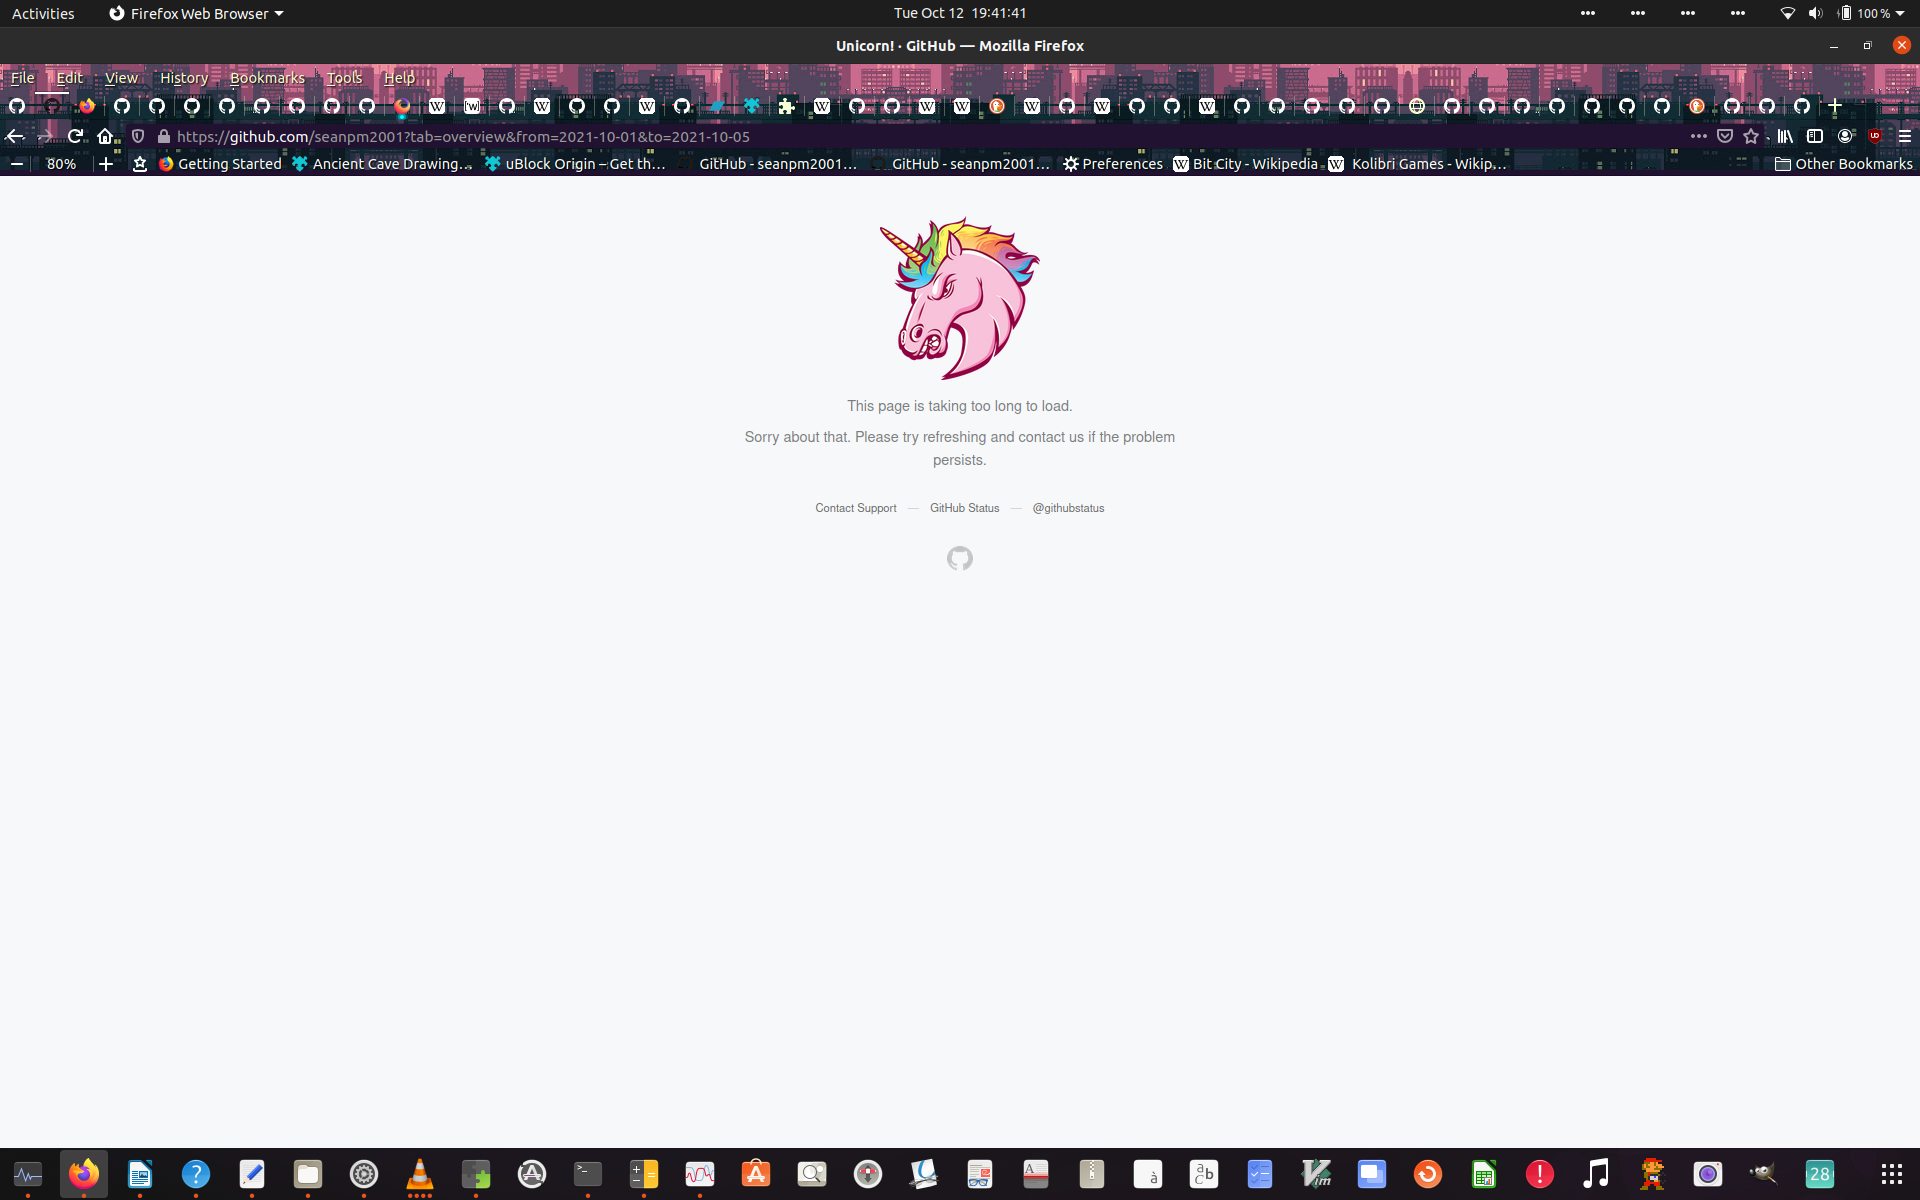 Activities Firefox Web Browser Tue Oct 12 19:41:41 100 %
Unicorn! · GitHub — Mozilla Firefox
File Edit View History Bookmarks Tools Help
https://github.com/seanpm2001?tab=overview&from=2021-10-01&to=2021-10-05
80% Getting Started Ancient Cave Drawing… uBlock Origin – Get th… GitHub - seanpm2001… GitHub - seanpm2001… Preferences Bit City - Wikipedia Kolibri Games - Wikip… Other Bookmarks
This page is taking too long to load.
Sorry about that. Please try refreshing and contact us if the problem
persists.
Contact Support — GitHub Status — @githubstatus
28